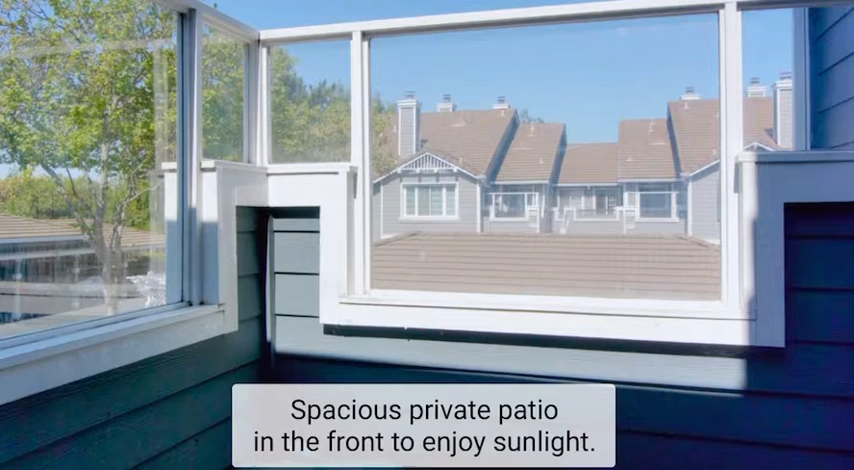 Spacious private patio
in the front to enjoy sunlight.